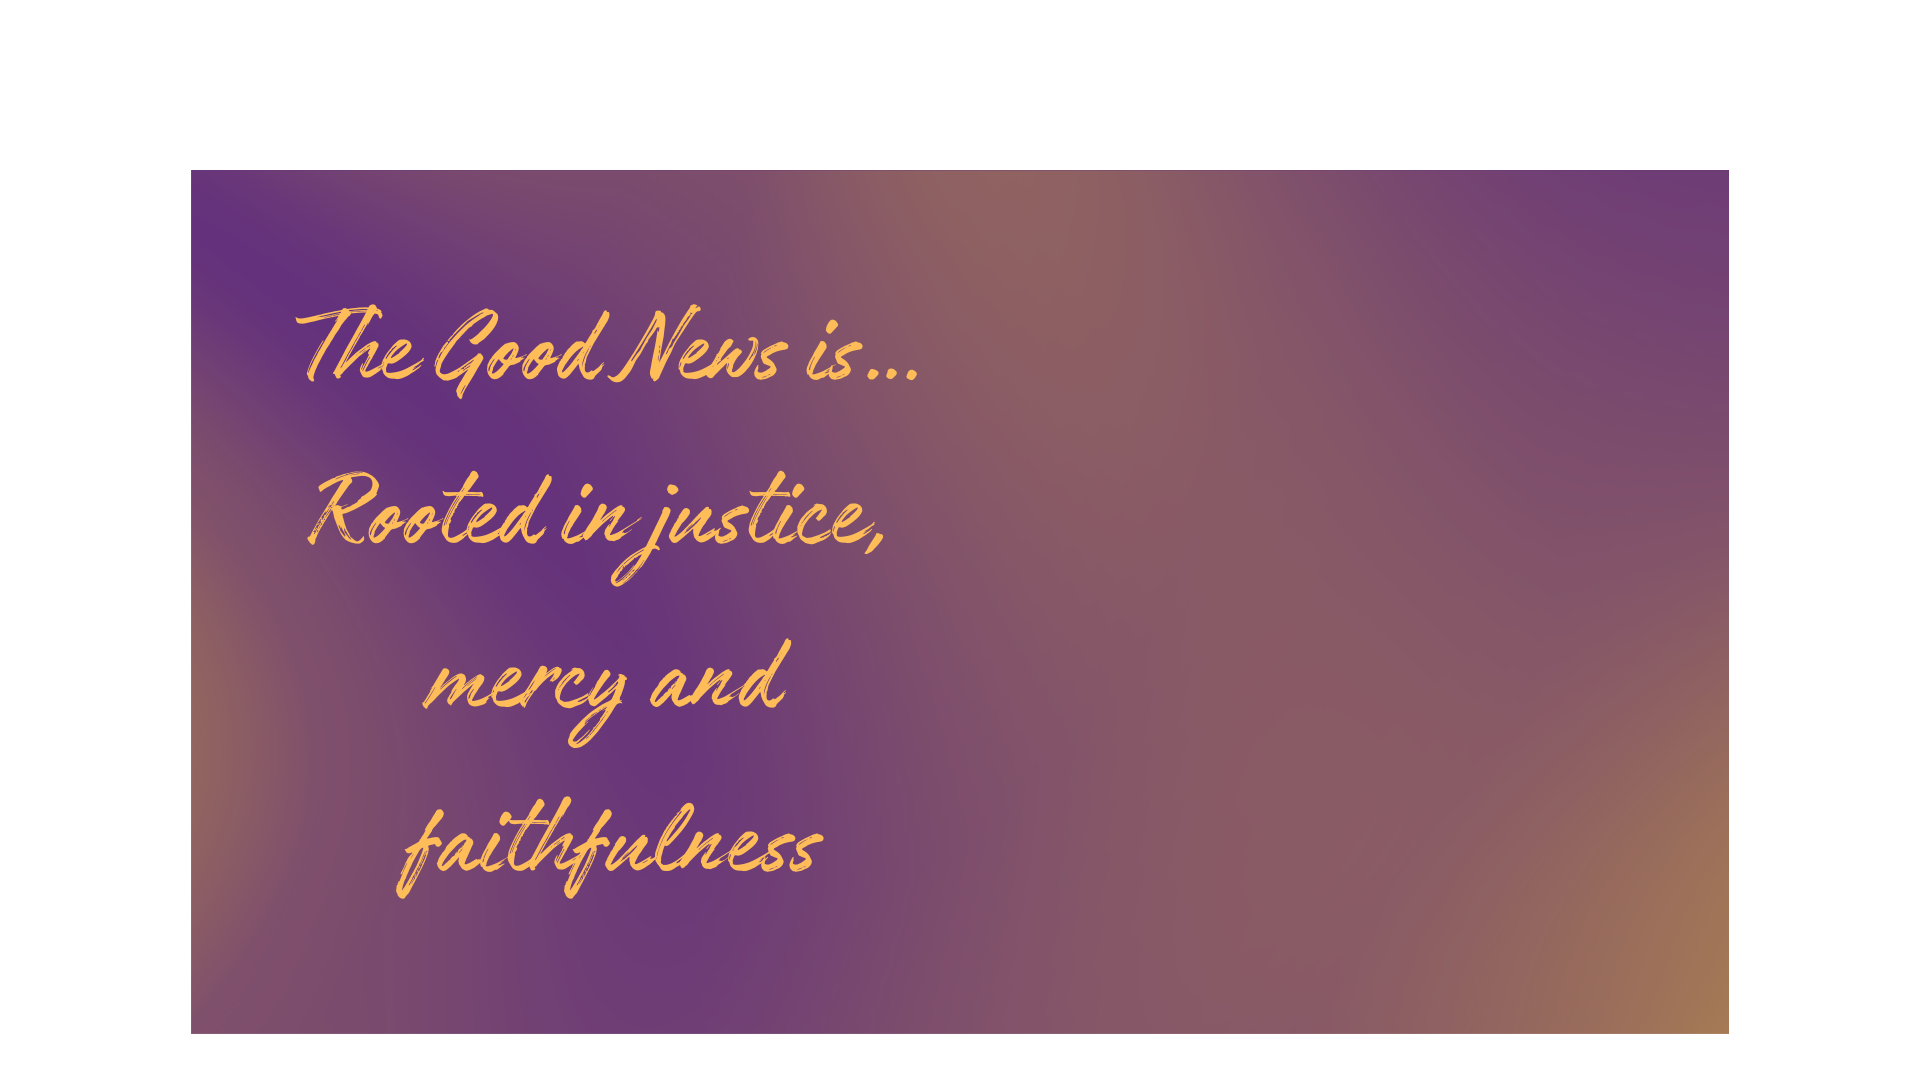 The Good News is...
Rooted in justice,
mercy and
faithfulness